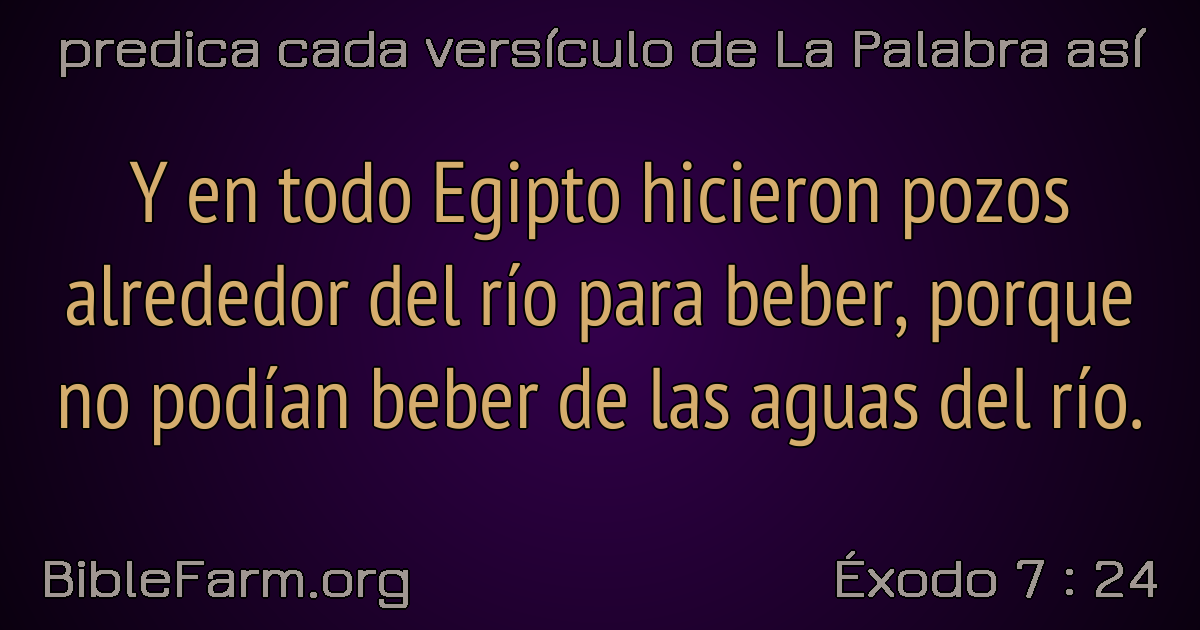 predica cada versículo de La Palabra así
Y en todo Egipto hicieron pozos
alrededor del río para beber, porque
no podían beber de las aguas del río.
BibleFarm.org
Éxodo 7 : 24